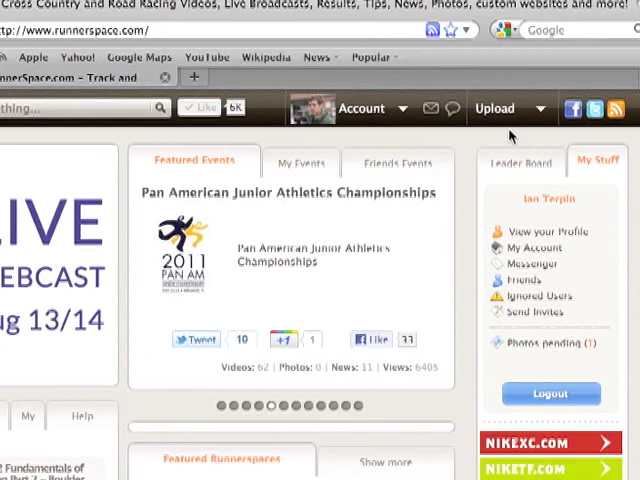 Cross Country and Road Racing Videos, Live Broadcasts, Results, Tips, News, Photos, custom websites and more!
http://www.runnerspace.com/
Google
Apple Yahoo! Google Maps YouTube Wikipedia News Popular
nnerSpace.com – Track and
thing... Like 6K Account Upload
Featured Events
My Events
Friends Events
Leader Board
My Stuff
LIVE
EBCAST
ug 13/14
Pan American Junior Athletics Championships
2011
PAN AM
Pan American Junior Athletics
Championships
Tweet 10 +1 1 Like 33
Videos: 62 | Photos: 0 | News: 11 | Views: 6405
Ian Terpin
View your Profile
My Account
Messenger
Friends
Ignored Users
Send Invites
Photos pending (1)
Logout
My
Help
NIKEXC.COM
NIKETF.COM
Featured Runnerspaces
Show more
2 Fundamentals of